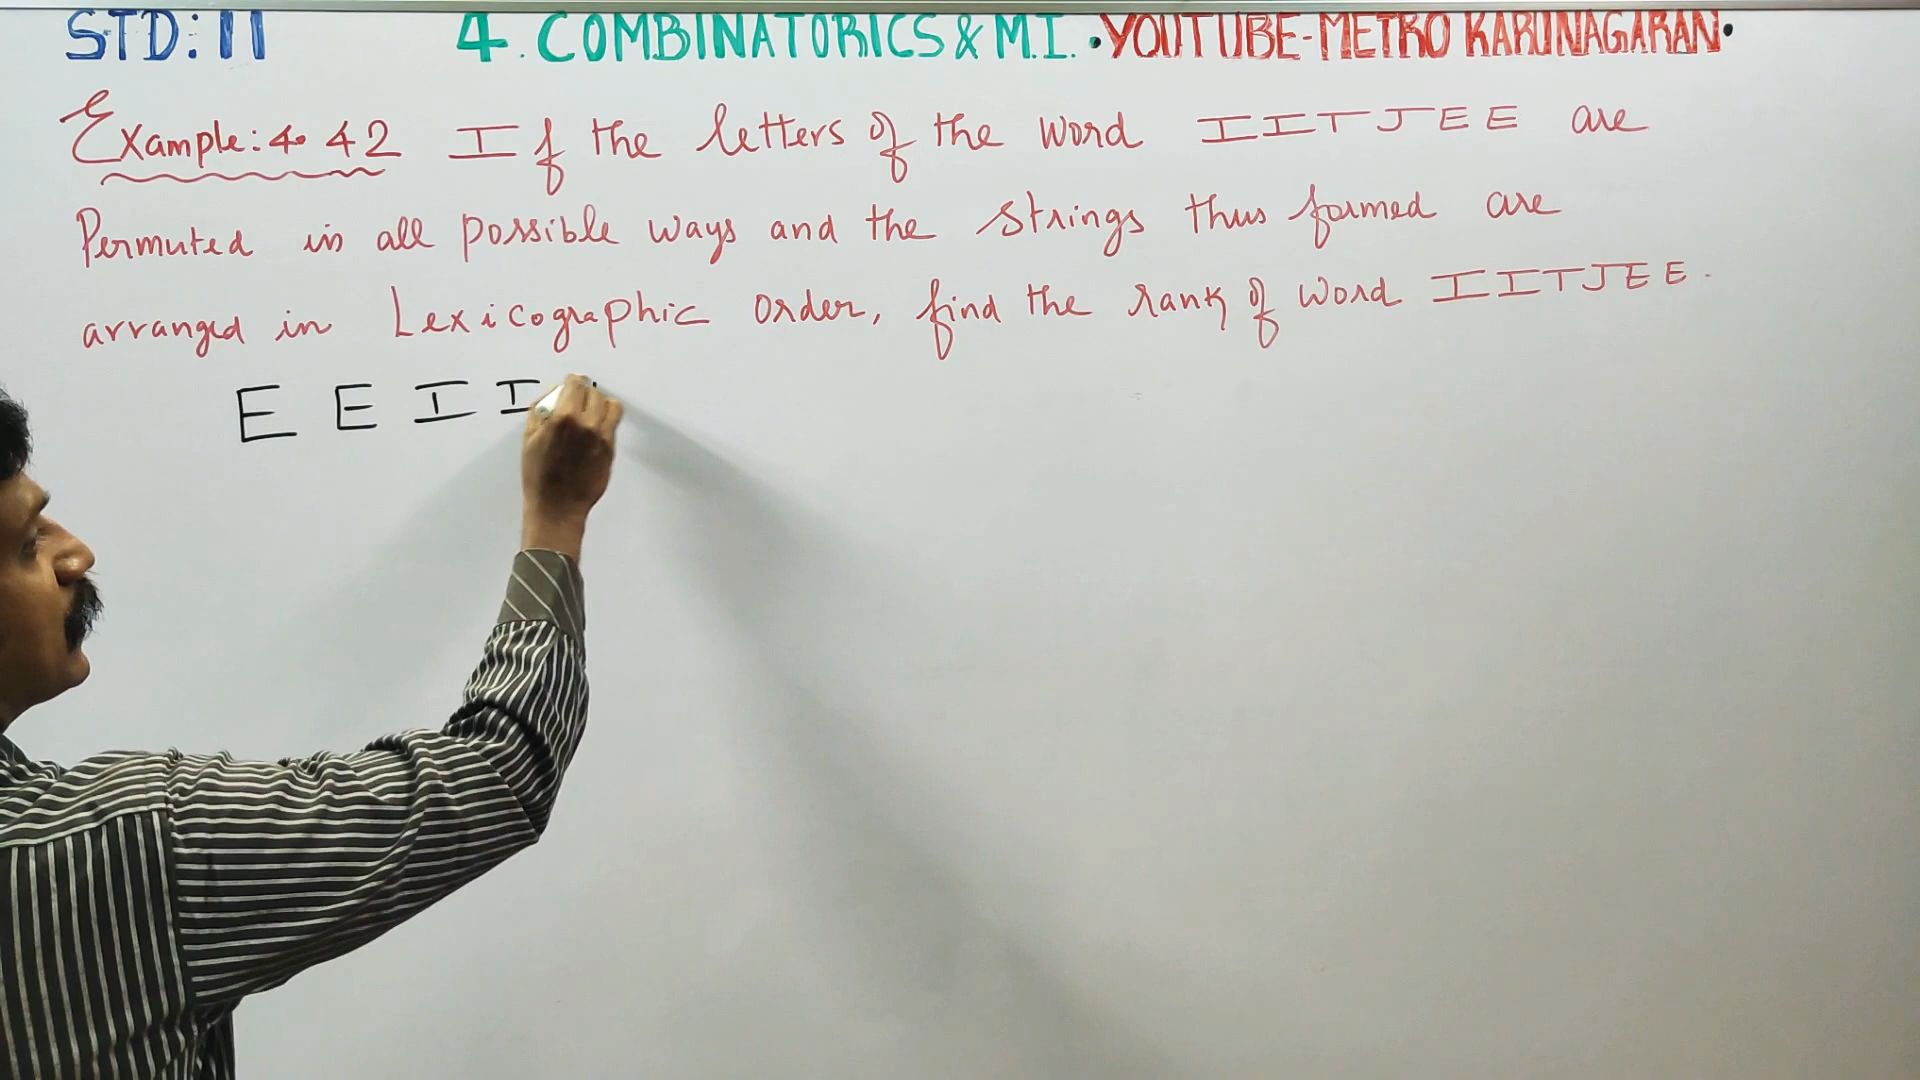 STD: 11 4. COMBINATORICS & M.I. • YOUTUBE-METRO KARUNAGARAN •
Example: 4. 42 If the letters of the word IITJEE are
Permuted in all possible ways and the strings thus formed are
arranged in Lexicographic order, find the rank of word IITJEE.
E E I I